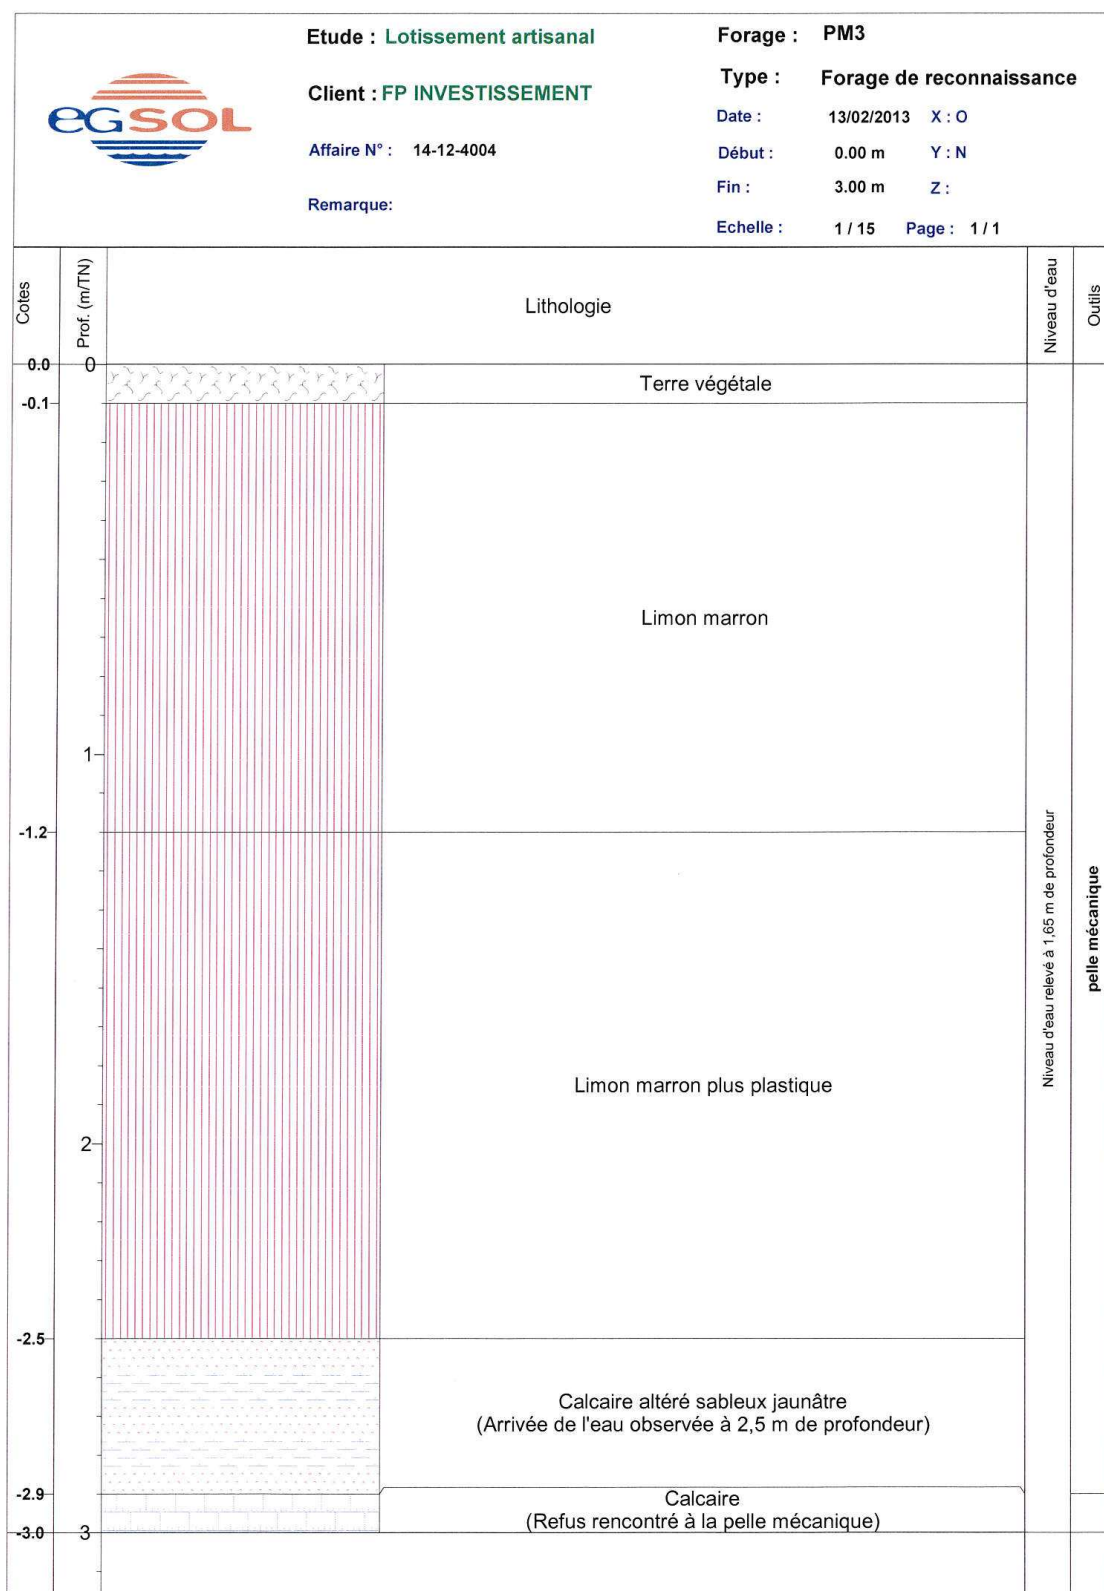 eGSOL
Etude : Lotissement artisanal
Client : FP INVESTISSEMENT
Affaire N° : 14-12-4004
Remarque:
Forage : PM3
Type : Forage de reconnaissance
Date : 13/02/2013 X : O
Début : 0.00 m Y : N
Fin : 3.00 m Z :
Echelle : 1 / 15 Page : 1 / 1
Cotes
Prof. (m/TN)
Lithologie
Niveau d'eau
Outils
0.0
0
Terre végétale
-0.1
Limon marron
1
-1.2
Niveau d'eau relevé à 1,65 m de profondeur
pelle mécanique
Limon marron plus plastique
2
-2.5
Calcaire altéré sableux jaunâtre
(Arrivée de l'eau observée à 2,5 m de profondeur)
-2.9
Calcaire
(Refus rencontré à la pelle mécanique)
-3.0
3